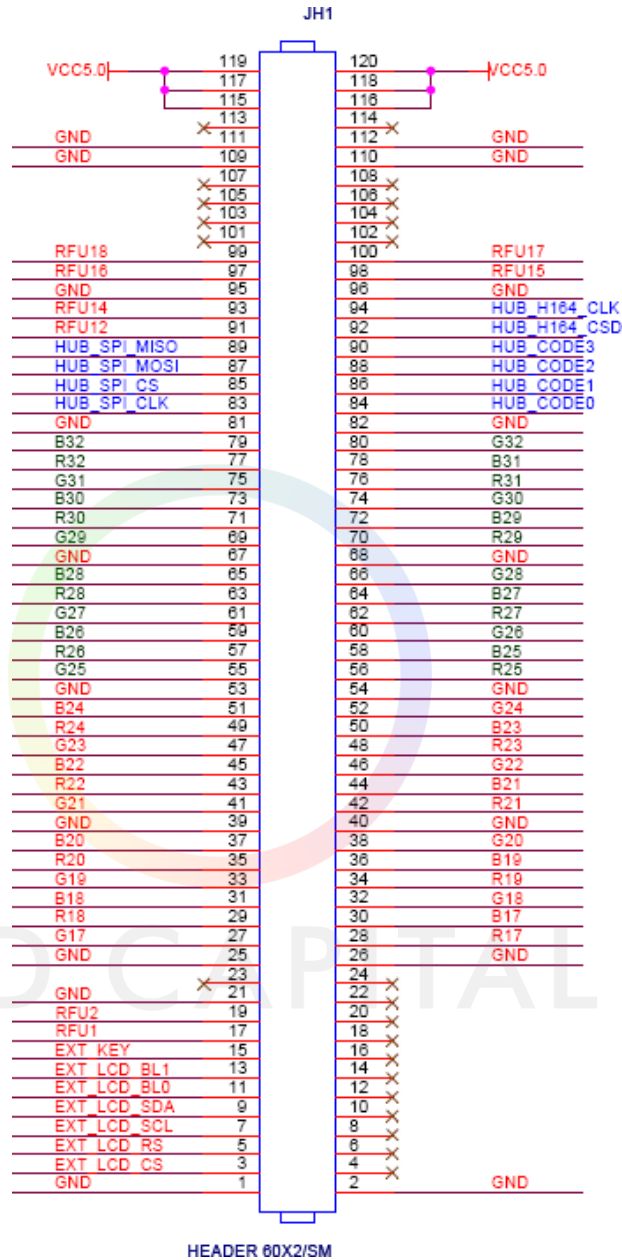 JH1
VCC5.0 119 120 VCC5.0
117 118
115 116
113 114
GND 111 112 GND
GND 109 110 GND
107 108
105 106
103 104
101 102
RFU18 99 100 RFU17
RFU16 97 98 RFU15
GND 95 96 GND
RFU14 93 94 HUB_H164_CLK
RFU12 91 92 HUB_H164_CSD
HUB_SPI_MISO 89 90 HUB_CODE3
HUB_SPI_MOSI 87 88 HUB_CODE2
HUB_SPI_CS 85 86 HUB_CODE1
HUB_SPI_CLK 83 84 HUB_CODE0
GND 81 82 GND
B32 79 80 G32
R32 77 78 B31
G31 75 76 R31
B30 73 74 G30
R30 71 72 B29
G29 69 70 R29
GND 67 68 GND
B28 65 66 G28
R28 63 64 B27
G27 61 62 R27
B26 59 60 G26
R26 57 58 B25
G25 55 56 R25
GND 53 54 GND
B24 51 52 G24
R24 49 50 B23
G23 47 48 R23
B22 45 46 G22
R22 43 44 B21
G21 41 42 R21
GND 39 40 GND
B20 37 38 G20
R20 35 36 B19
G19 33 34 R19
B18 31 32 G18
R18 29 30 B17
G17 27 28 R17
GND 25 26 GND
23 24
GND 21 22
RFU2 19 20
RFU1 17 18
EXT_KEY 15 16
EXT_LCD_BL1 13 14
EXT_LCD_BL0 11 12
EXT_LCD_SDA 9 10
EXT_LCD_SCL 7 8
EXT_LCD_RS 5 6
EXT_LCD_CS 3 4
GND 1 2 GND
D CAPITAL
HEADER 60X2/SM